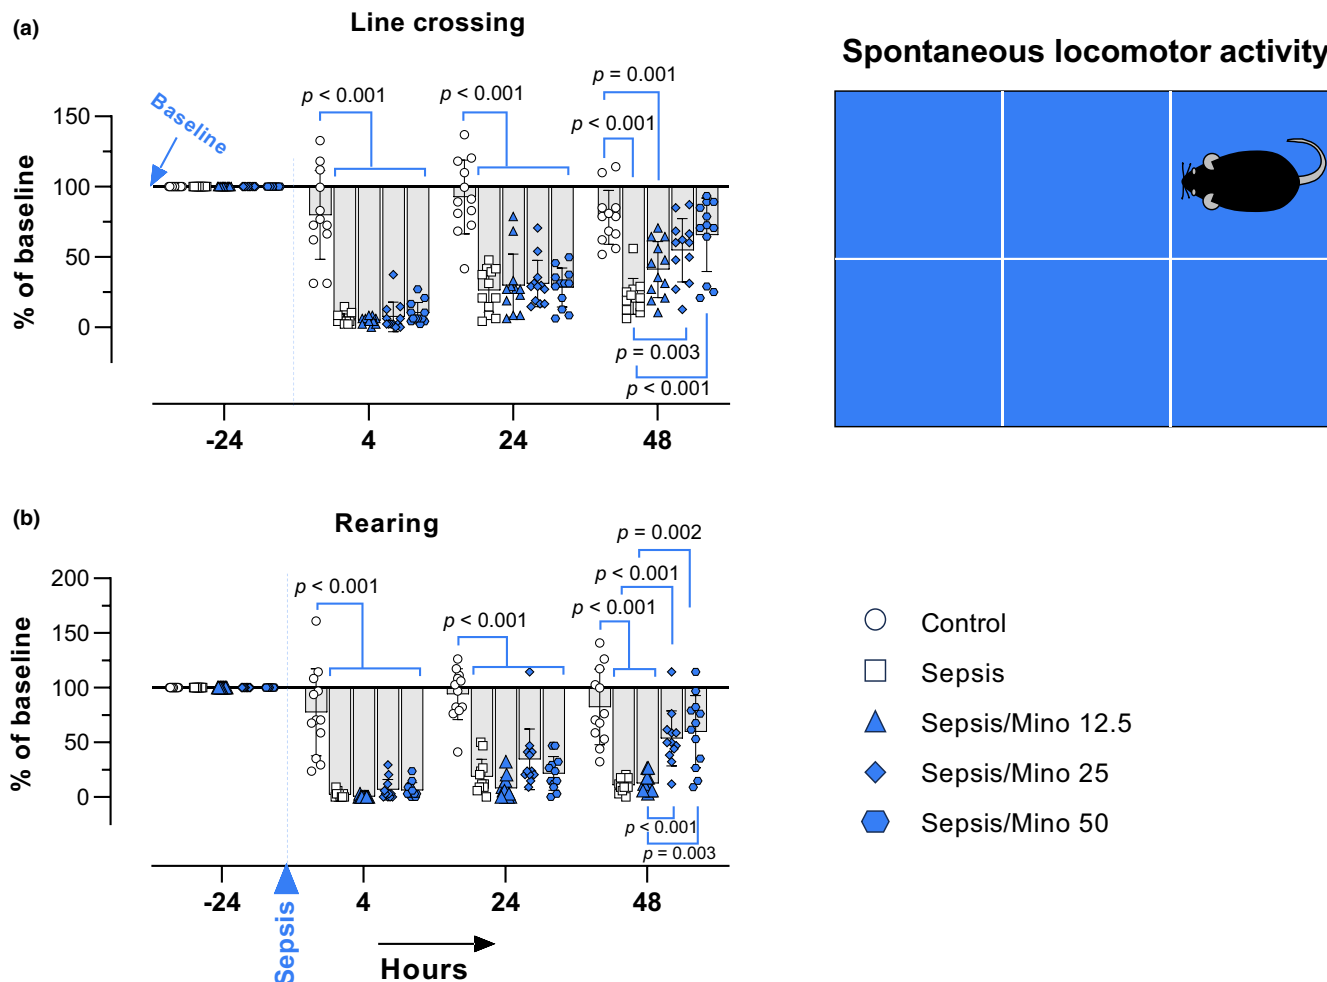 (a)
Line crossing
Spontaneous locomotor activity
p < 0.001
p < 0.001
p = 0.001
p < 0.001
Baseline
% of baseline
150
100
50
0
p = 0.003
p < 0.001
-24
4
24
48
(b)
Rearing
p < 0.001
p < 0.001
p = 0.002
p < 0.001
p < 0.001
% of baseline
200
150
100
50
0
p < 0.001
p = 0.003
-24
4
24
48
Sepsis
Hours
Control
Sepsis
Sepsis/Mino 12.5
Sepsis/Mino 25
Sepsis/Mino 50